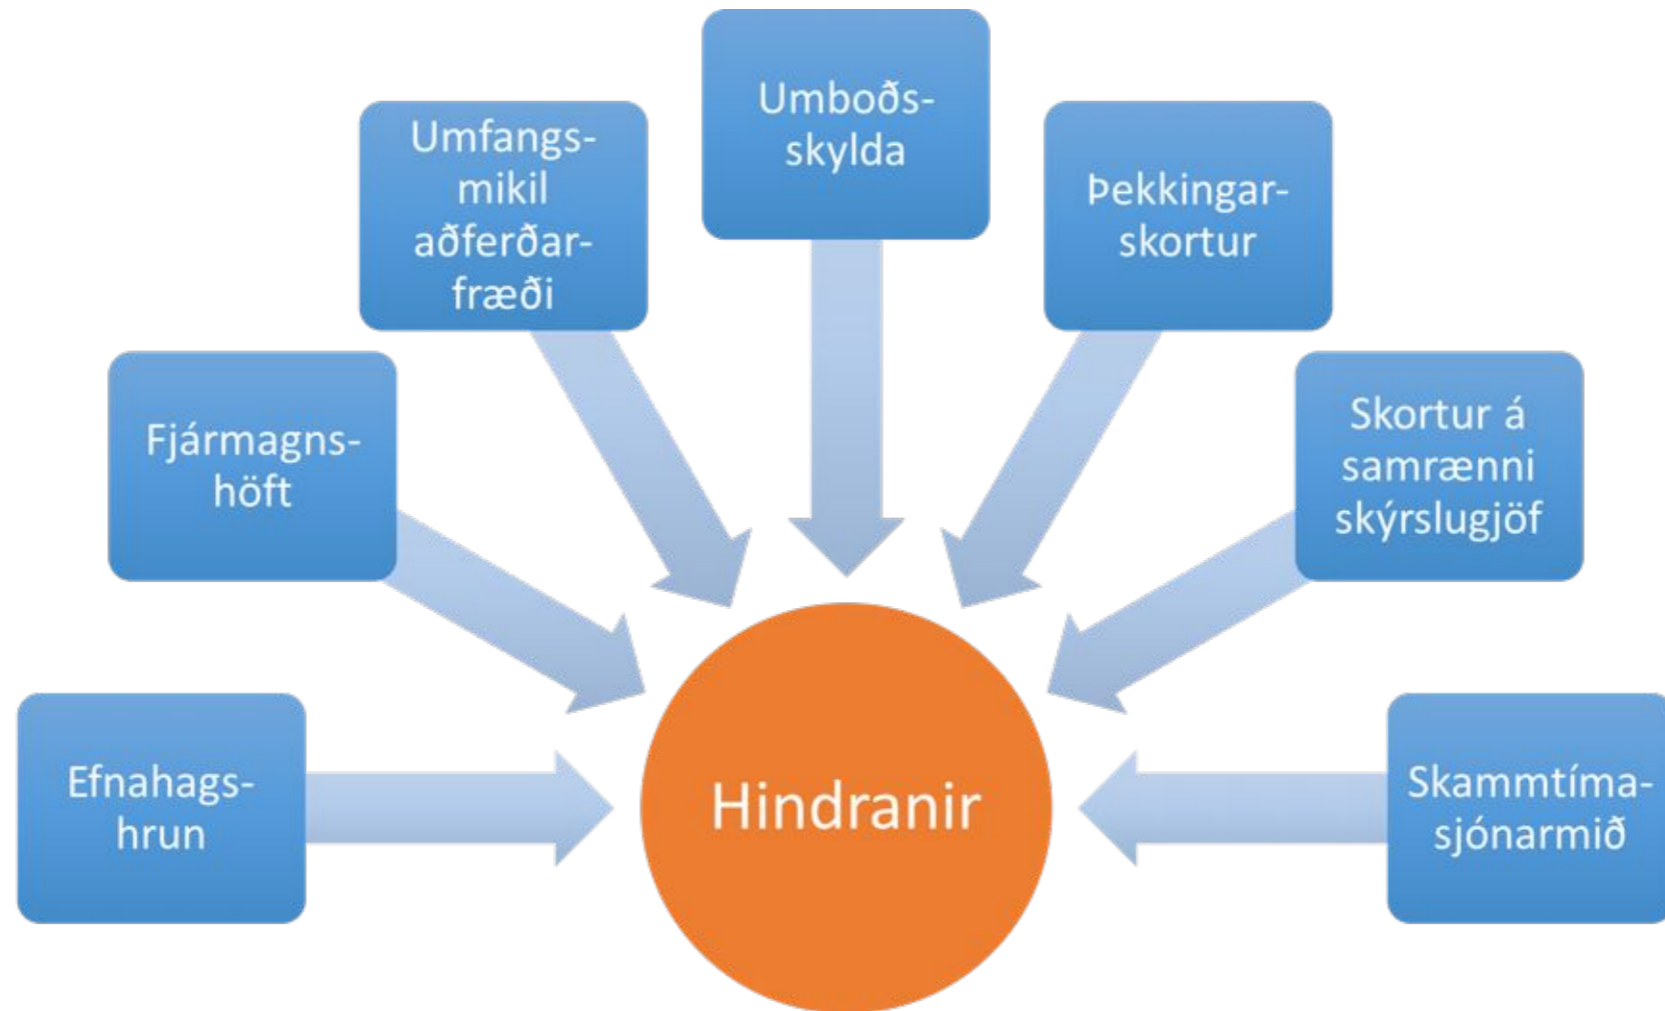 Umboðs-
skylda
Umfangs-
mikil
aðferðar-
fræði
Þekkingar-
skortur
Fjármagns-
höft
Skortur á
samrænni
skýrslugjöf
Efnahags-
hrun
Hindranir
Skammtíma-
sjónarmið